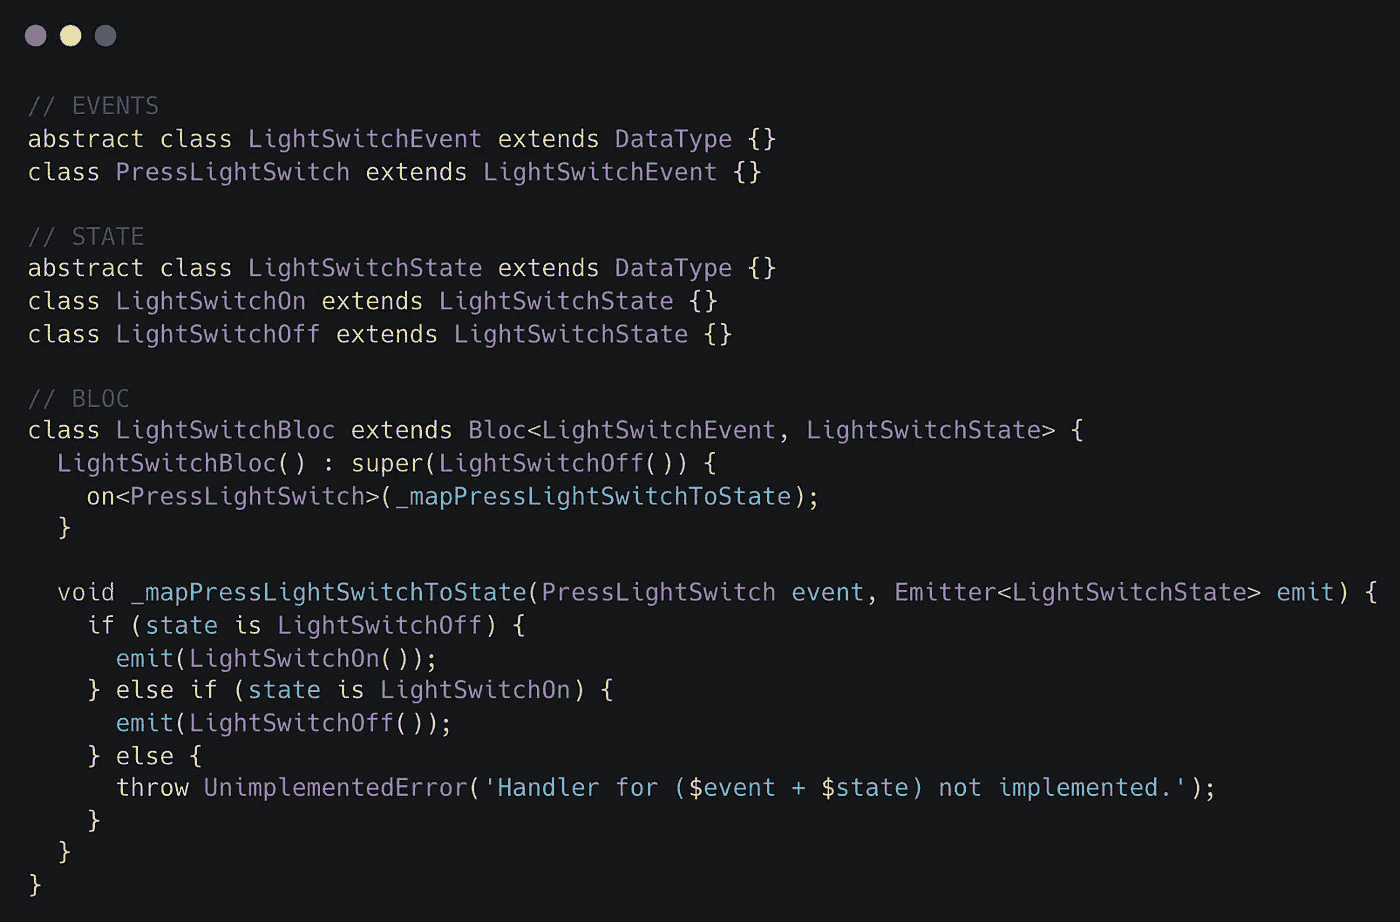 // EVENTS
abstract class LightSwitchEvent extends DataType {}
class PressLightSwitch extends LightSwitchEvent {}

// STATE
abstract class LightSwitchState extends DataType {}
class LightSwitchOn extends LightSwitchState {}
class LightSwitchOff extends LightSwitchState {}

// BLOC
class LightSwitchBloc extends Bloc<LightSwitchEvent, LightSwitchState> {
  LightSwitchBloc() : super(LightSwitchOff()) {
    on<PressLightSwitch>(_mapPressLightSwitchToState);
  }

  void _mapPressLightSwitchToState(PressLightSwitch event, Emitter<LightSwitchState> emit) {
    if (state is LightSwitchOff) {
      emit(LightSwitchOn());
    } else if (state is LightSwitchOn) {
      emit(LightSwitchOff());
    } else {
      throw UnimplementedError('Handler for ($event + $state) not implemented.');
    }
  }
}